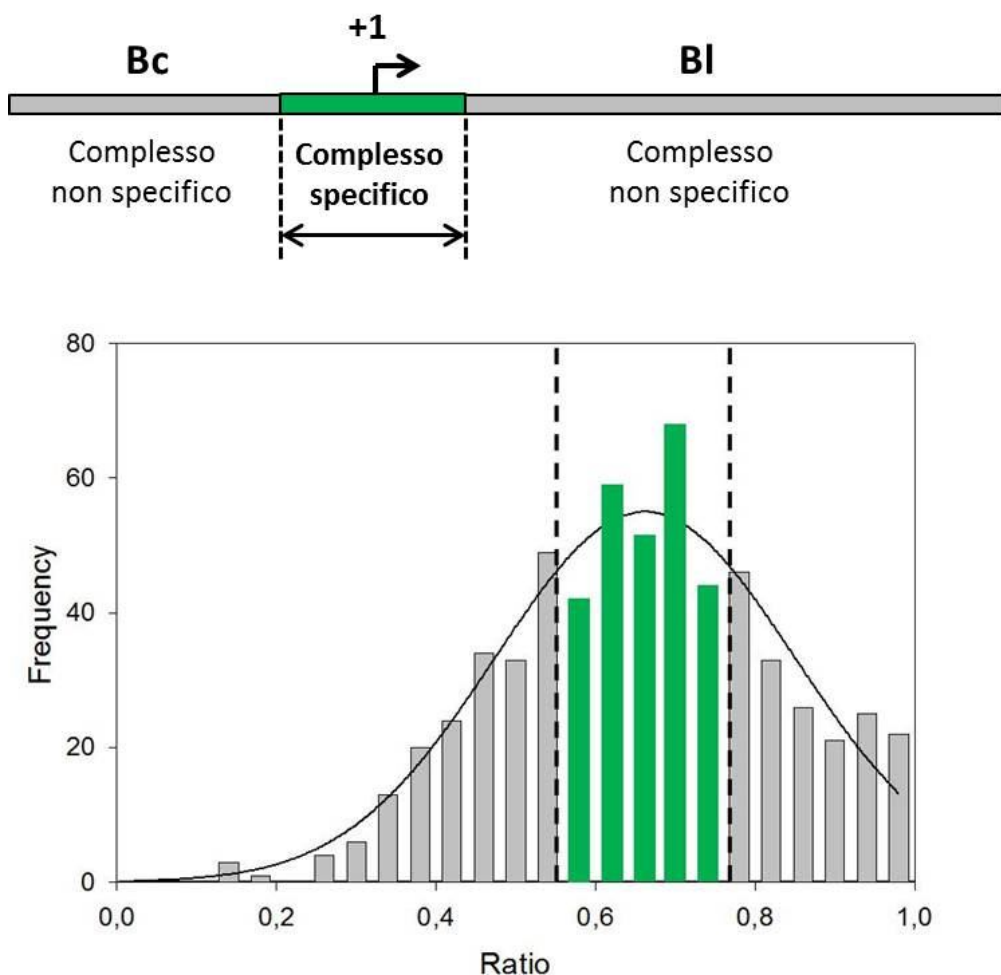 +1
Bc
Bl
Complesso
non specifico
Complesso
specifico
Complesso
non specifico
80
60
40
20
0
Frequency
0,0
0,2
0,4
0,6
0,8
1,0
Ratio